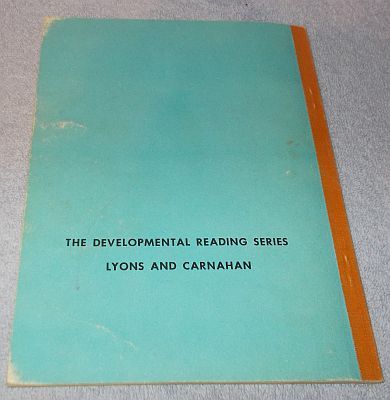 THE DEVELOPMENTAL READING SERIES
LYONS AND CARNAHAN